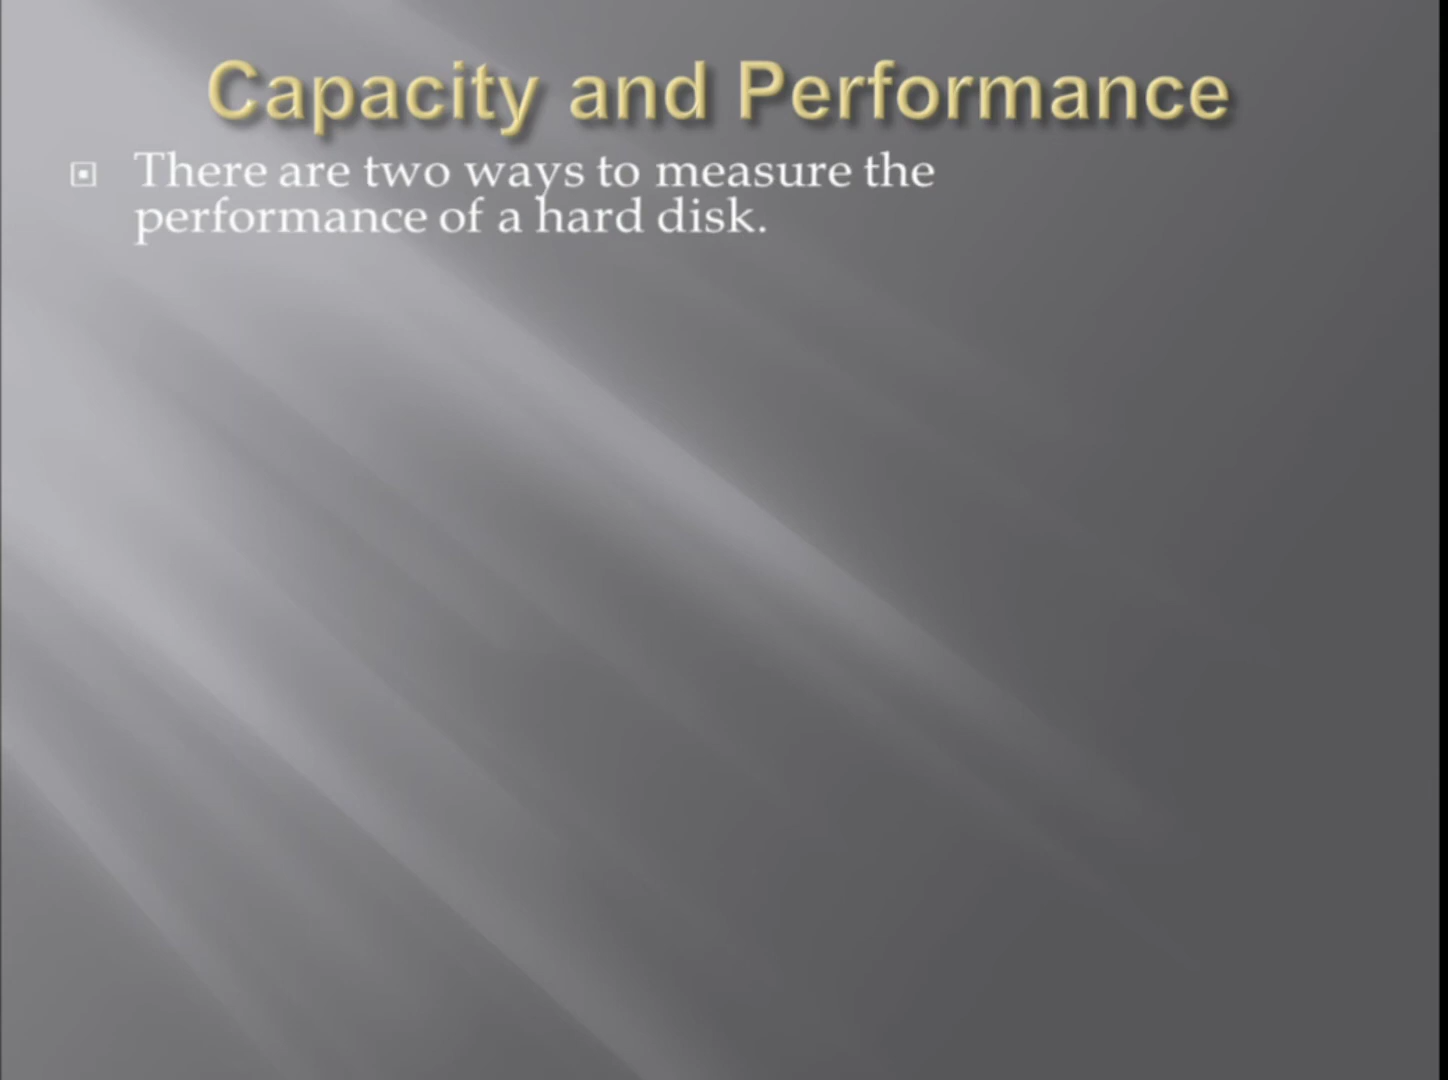 Capacity and Performance
There are two ways to measure the
performance of a hard disk.